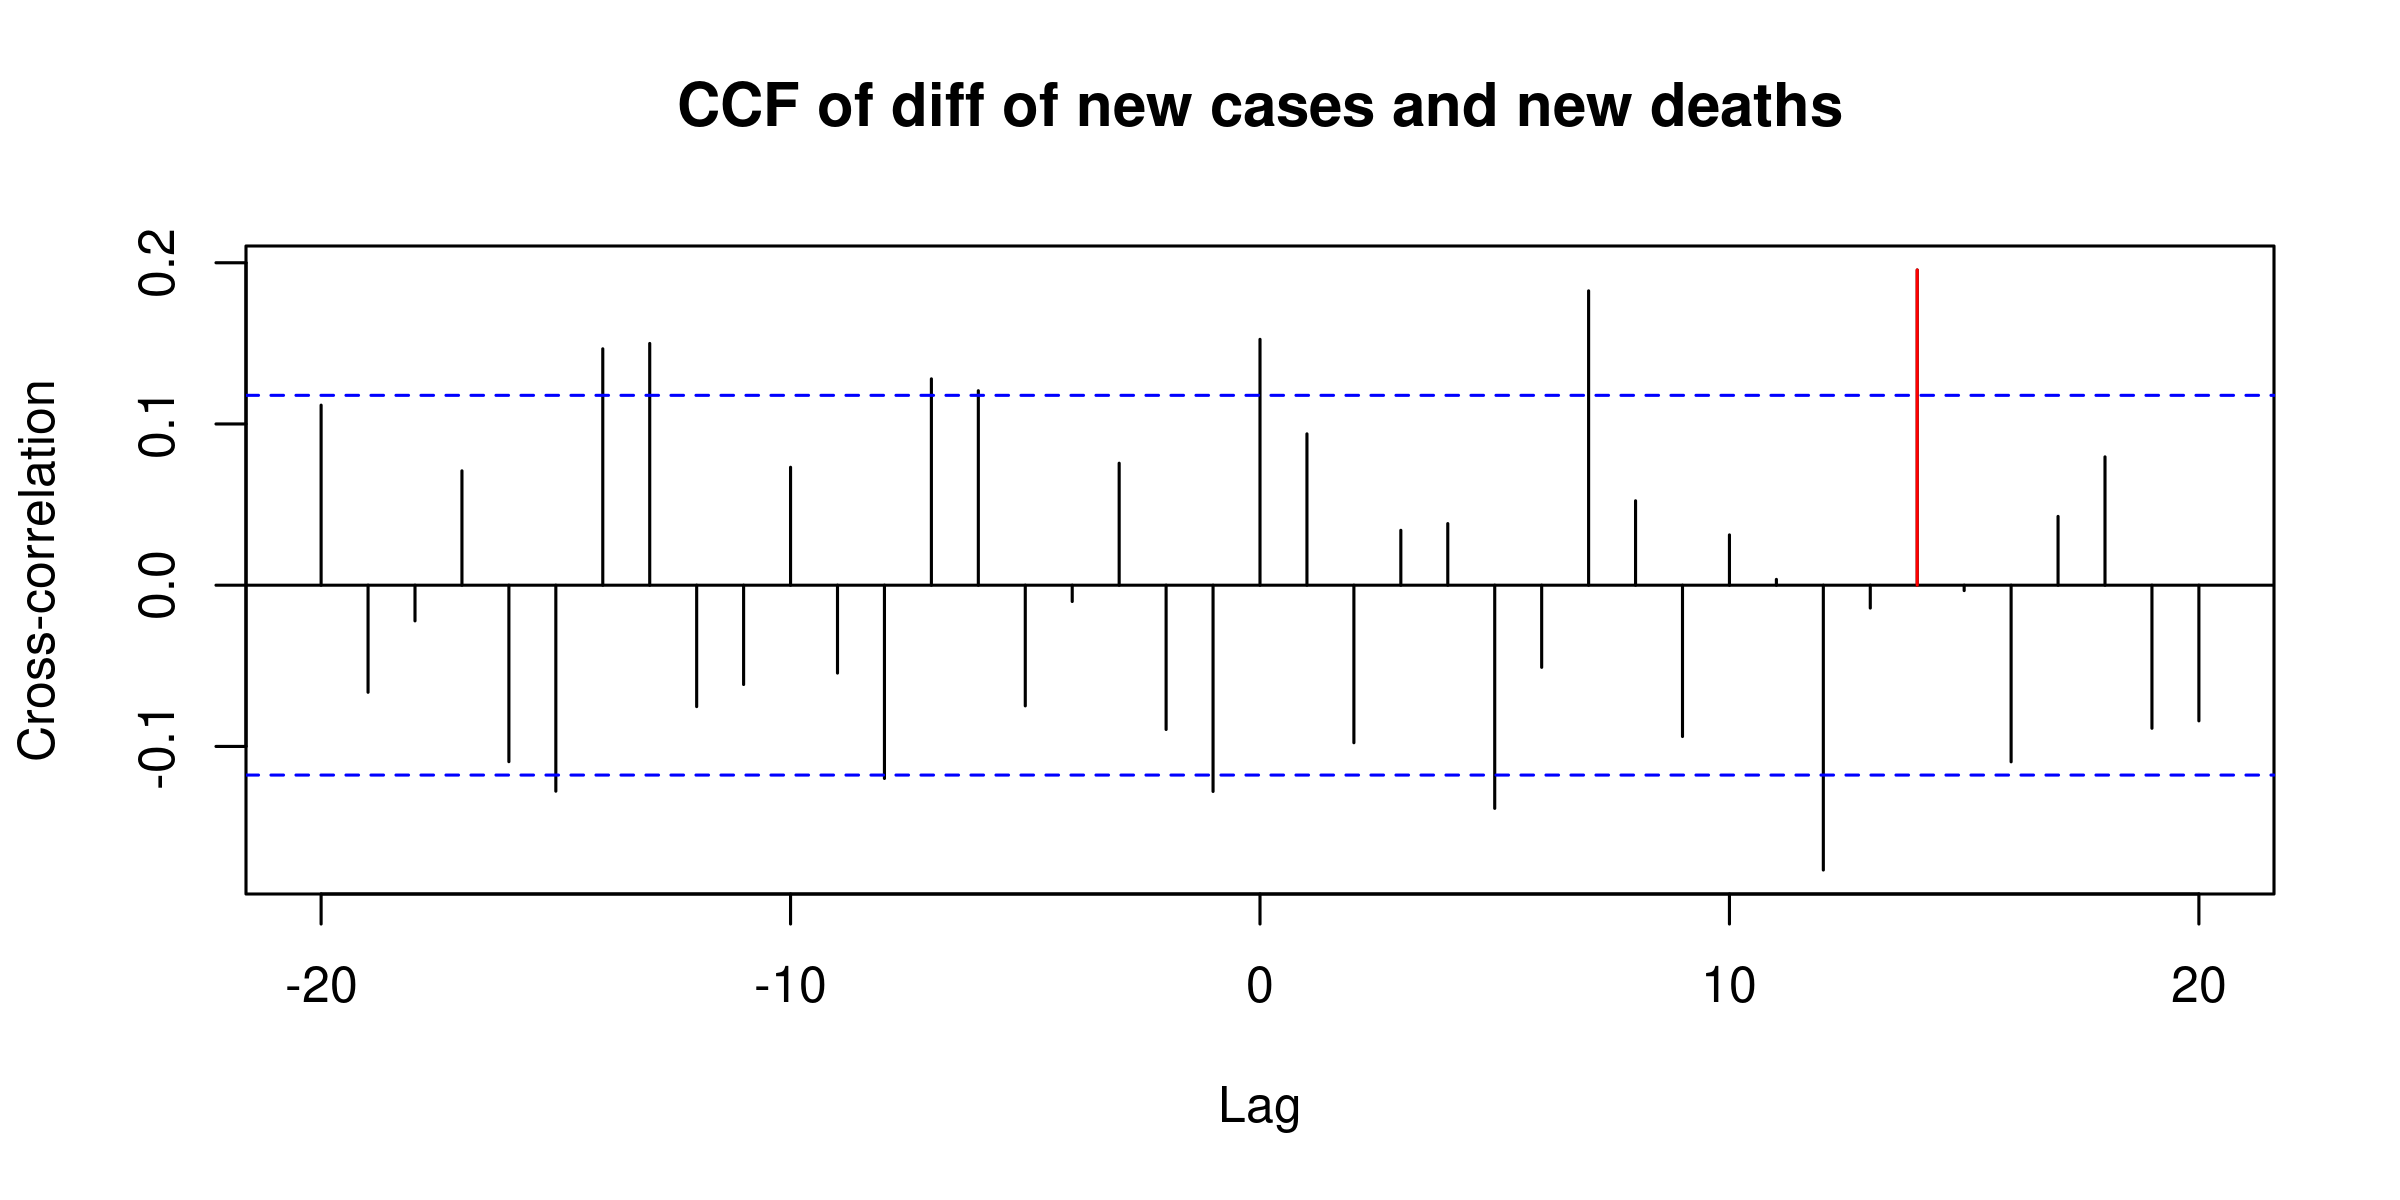 CCF of diff of new cases and new deaths
Cross-correlation
0.2
0.1
0.0
-0.1
-20 -10 0 10 20
Lag